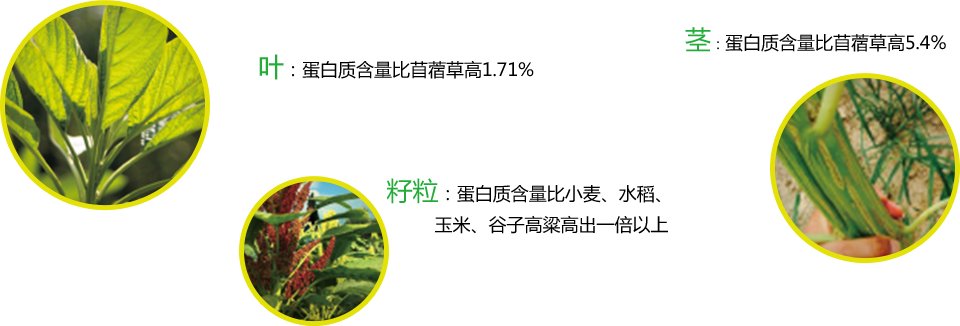 叶：蛋白质含量比苜蓿草高1.71%
茎：蛋白质含量比苜蓿草高5.4%
籽粒：蛋白质含量比小麦、水稻、
玉米、谷子高粱高出一倍以上